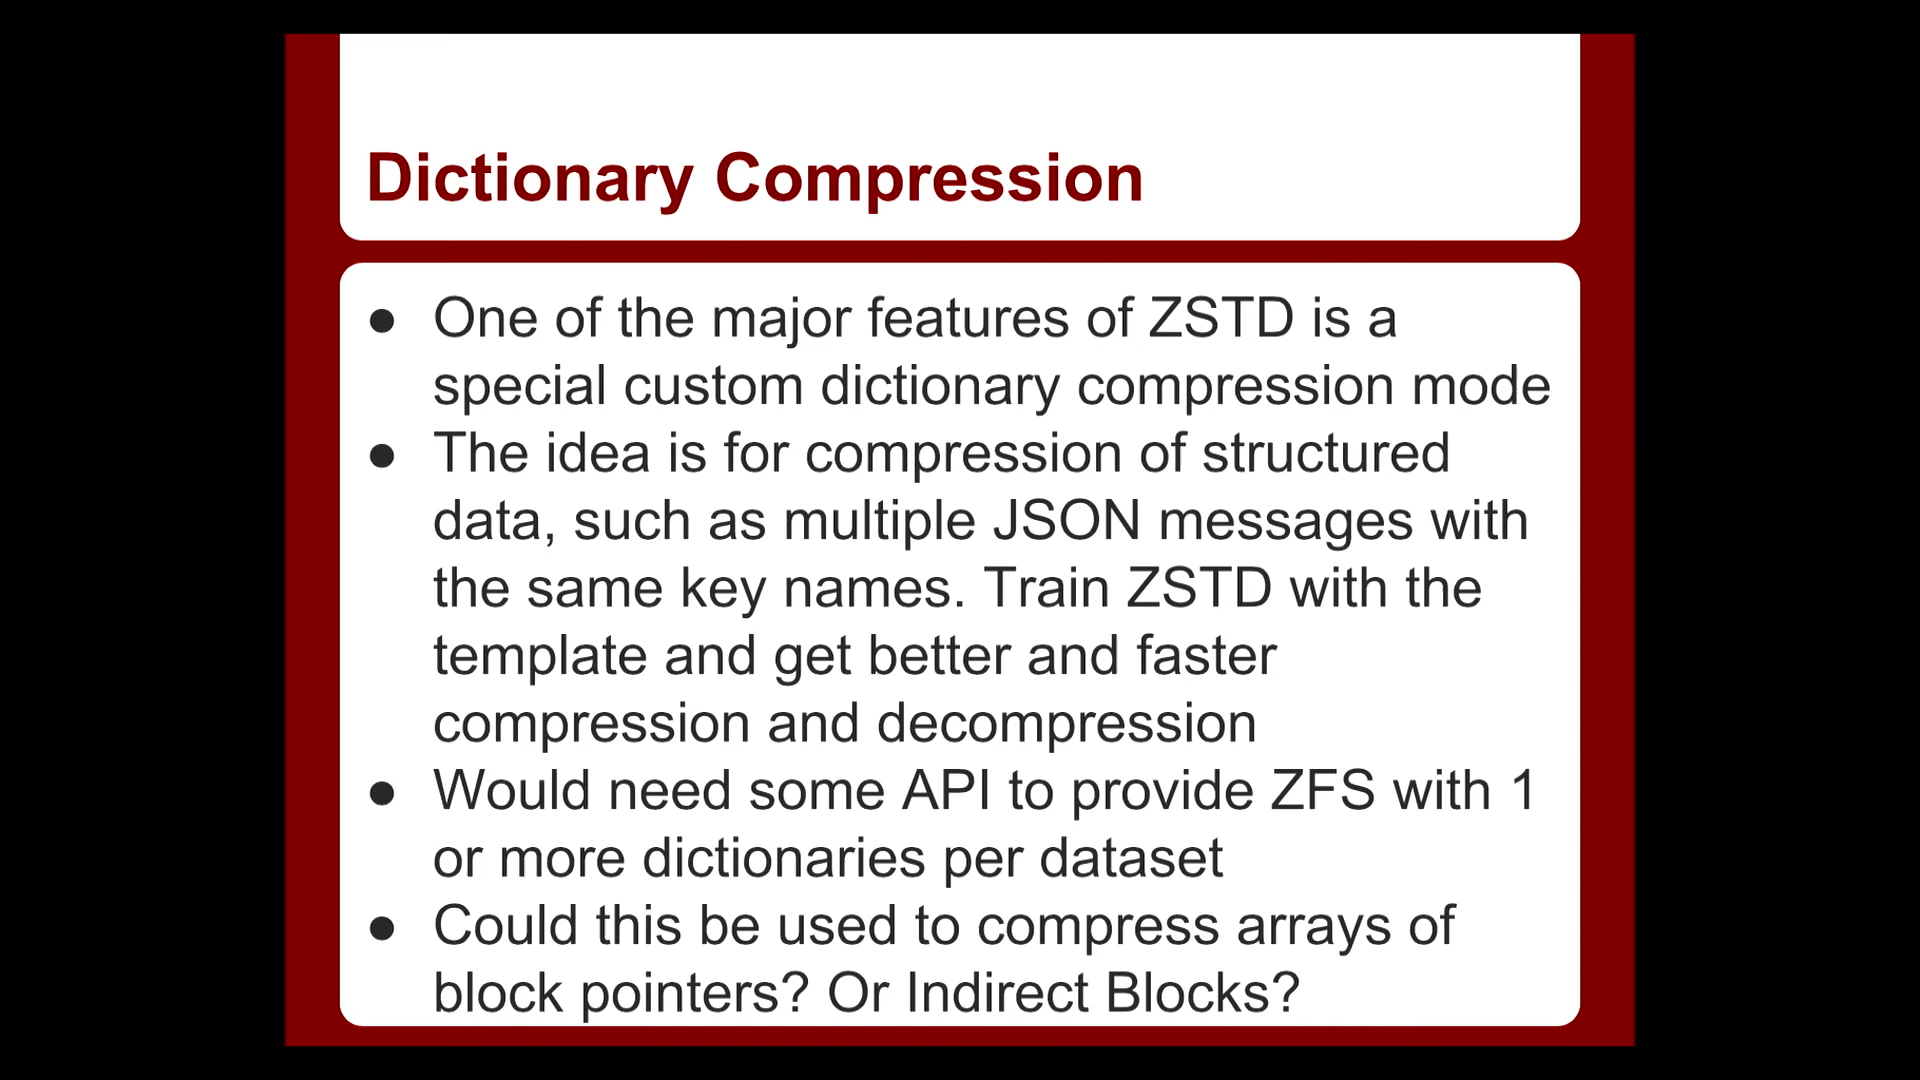 Dictionary Compression
● One of the major features of ZSTD is a
special custom dictionary compression mode
● The idea is for compression of structured
data, such as multiple JSON messages with
the same key names. Train ZSTD with the
template and get better and faster
compression and decompression
● Would need some API to provide ZFS with 1
or more dictionaries per dataset
● Could this be used to compress arrays of
block pointers? Or Indirect Blocks?